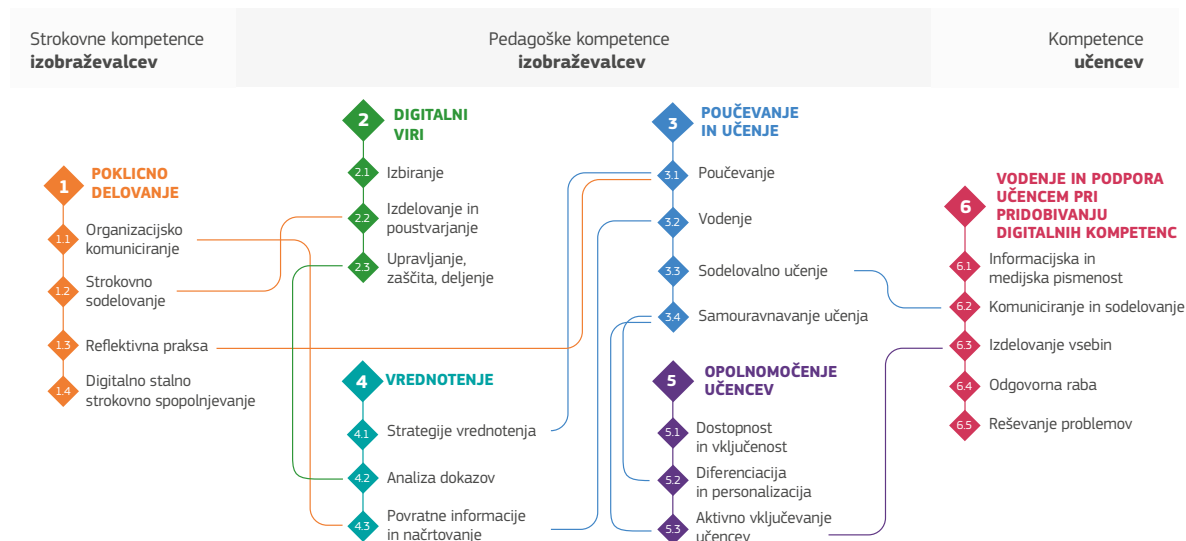 Strokovne kompetence
izobraževalcev
Pedagoške kompetence
izobraževalcev
Kompetence
učencev
1
POKLICNO
DELOVANJE
1.1
Organizacijsko
komuniciranje
1.2
Strokovno
sodelovanje
1.3
Reflektivna praksa
1.4
Digitalno stalno
strokovno spopolnjevanje
2
DIGITALNI
VIRI
2.1
Izbiranje
2.2
Izdelovanje in
poustvarjanje
2.3
Upravljanje,
zaščita, deljenje
3
POUČEVANJE
IN UČENJE
3.1
Poučevanje
3.2
Vodenje
3.3
Sodelovalno učenje
3.4
Samouravnavanje učenja
4
VREDNOTENJE
4.1
Strategije vrednotenja
4.2
Analiza dokazov
4.3
Povratne informacije
in načrtovanje
5
OPOLNOMOČENJE
UČENCEV
5.1
Dostopnost
in vključenost
5.2
Diferenciacija
in personalizacija
5.3
Aktivno vključevanje
učencev
6
VODENJE IN PODPORA
UČENCEM PRI
PRIDOBIVANJU
DIGITALNIH KOMPETENC
6.1
Informacijska in
medijska pismenost
6.2
Komuniciranje in sodelovanje
6.3
Izdelovanje vsebin
6.4
Odgovorna raba
6.5
Reševanje problemov